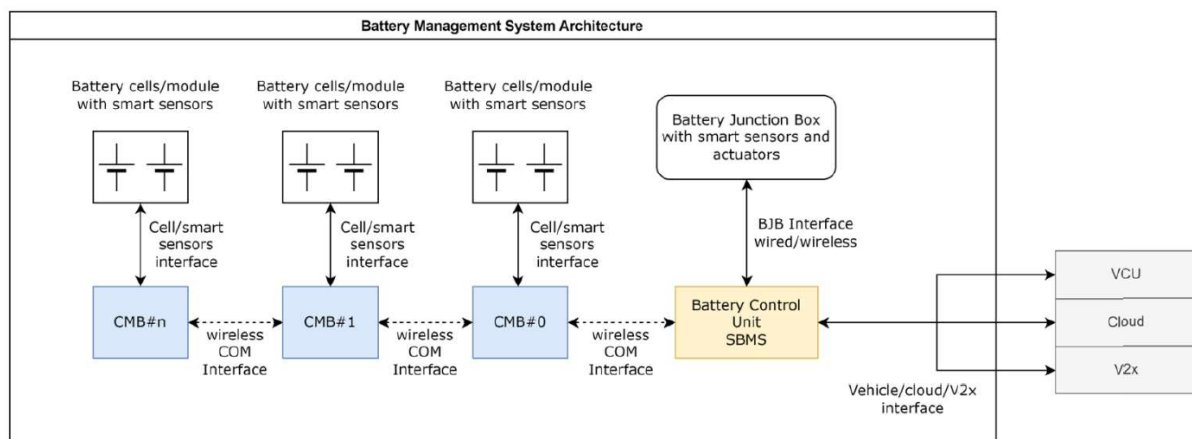 Battery Management System Architecture
Battery cells/module
with smart sensors
Battery cells/module
with smart sensors
Battery cells/module
with smart sensors
Battery Junction Box
with smart sensors and
actuators
Cell/smart
sensors
interface
Cell/smart
sensors
interface
Cell/smart
sensors
interface
BJB Interface
wired/wireless
CMB#n
wireless
COM
Interface
CMB#1
wireless
COM
Interface
CMB#0
wireless
COM
Interface
Battery Control
Unit
SBMS
Vehicle/cloud/V2x
interface
VCU
Cloud
V2x